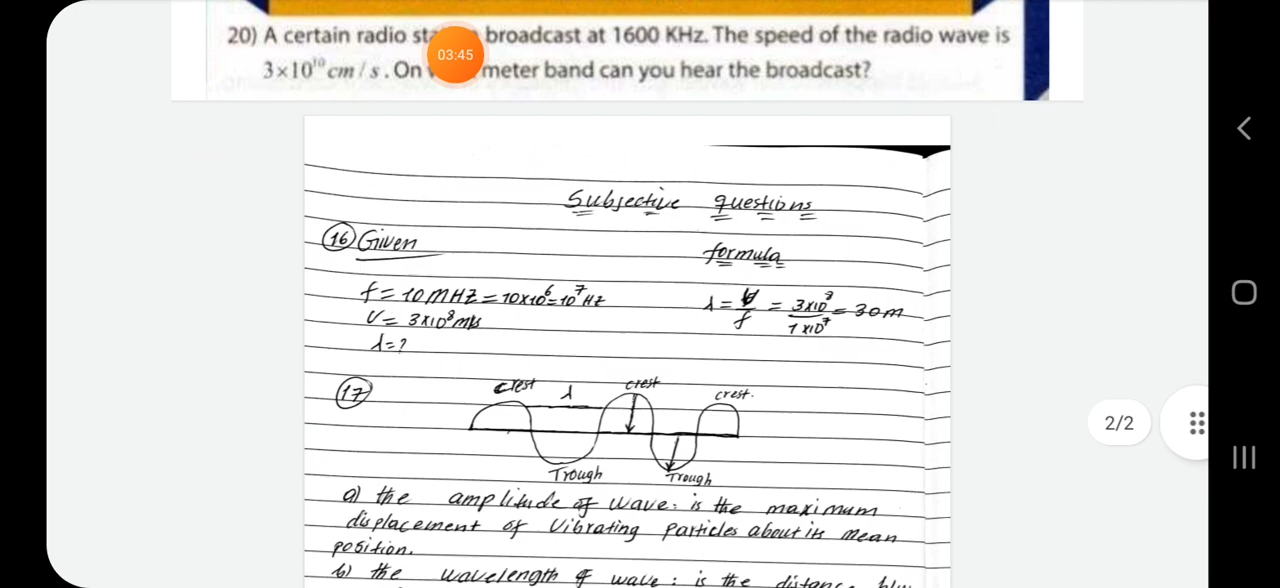 20) A certain radio broadcast at 1600 KHz. The speed of the radio wave is
03:45
3×10¹⁰ cm / s. On meter band can you hear the broadcast?
Subjective questions
16 Given
formula
f = 10 MHZ = 10×10⁶ = 10⁷ HZ
λ = V/f = 3×10⁸/1×10⁷ = 30m
V = 3×10⁸ m/s
λ = ?
17
crest λ crest crest.
Trough Trough
a) the amplitude of wave: is the maximum
displacement of Vibrating particles about its mean
position.
b) the wavelength of wave: is the distance
2/2